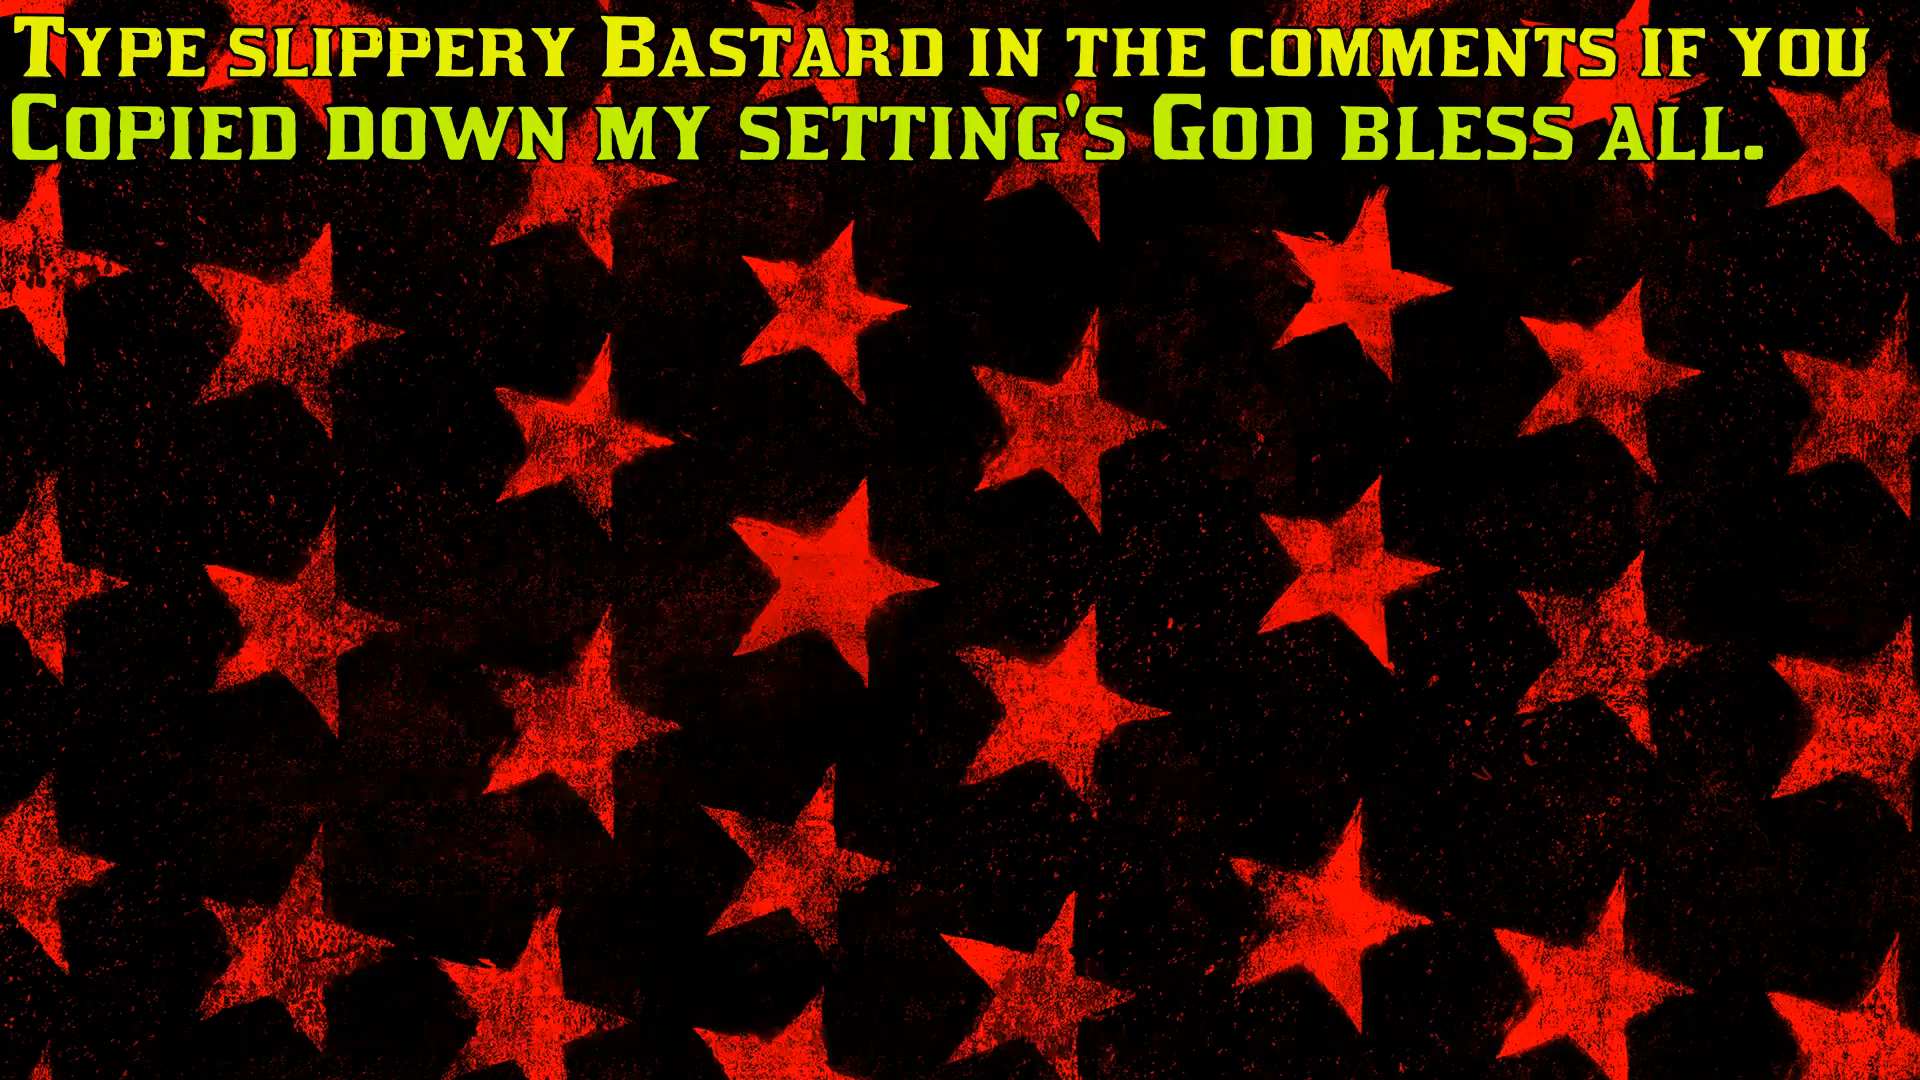 Type slippery Bastard in the comments if you
Copied down my setting's God bless all.